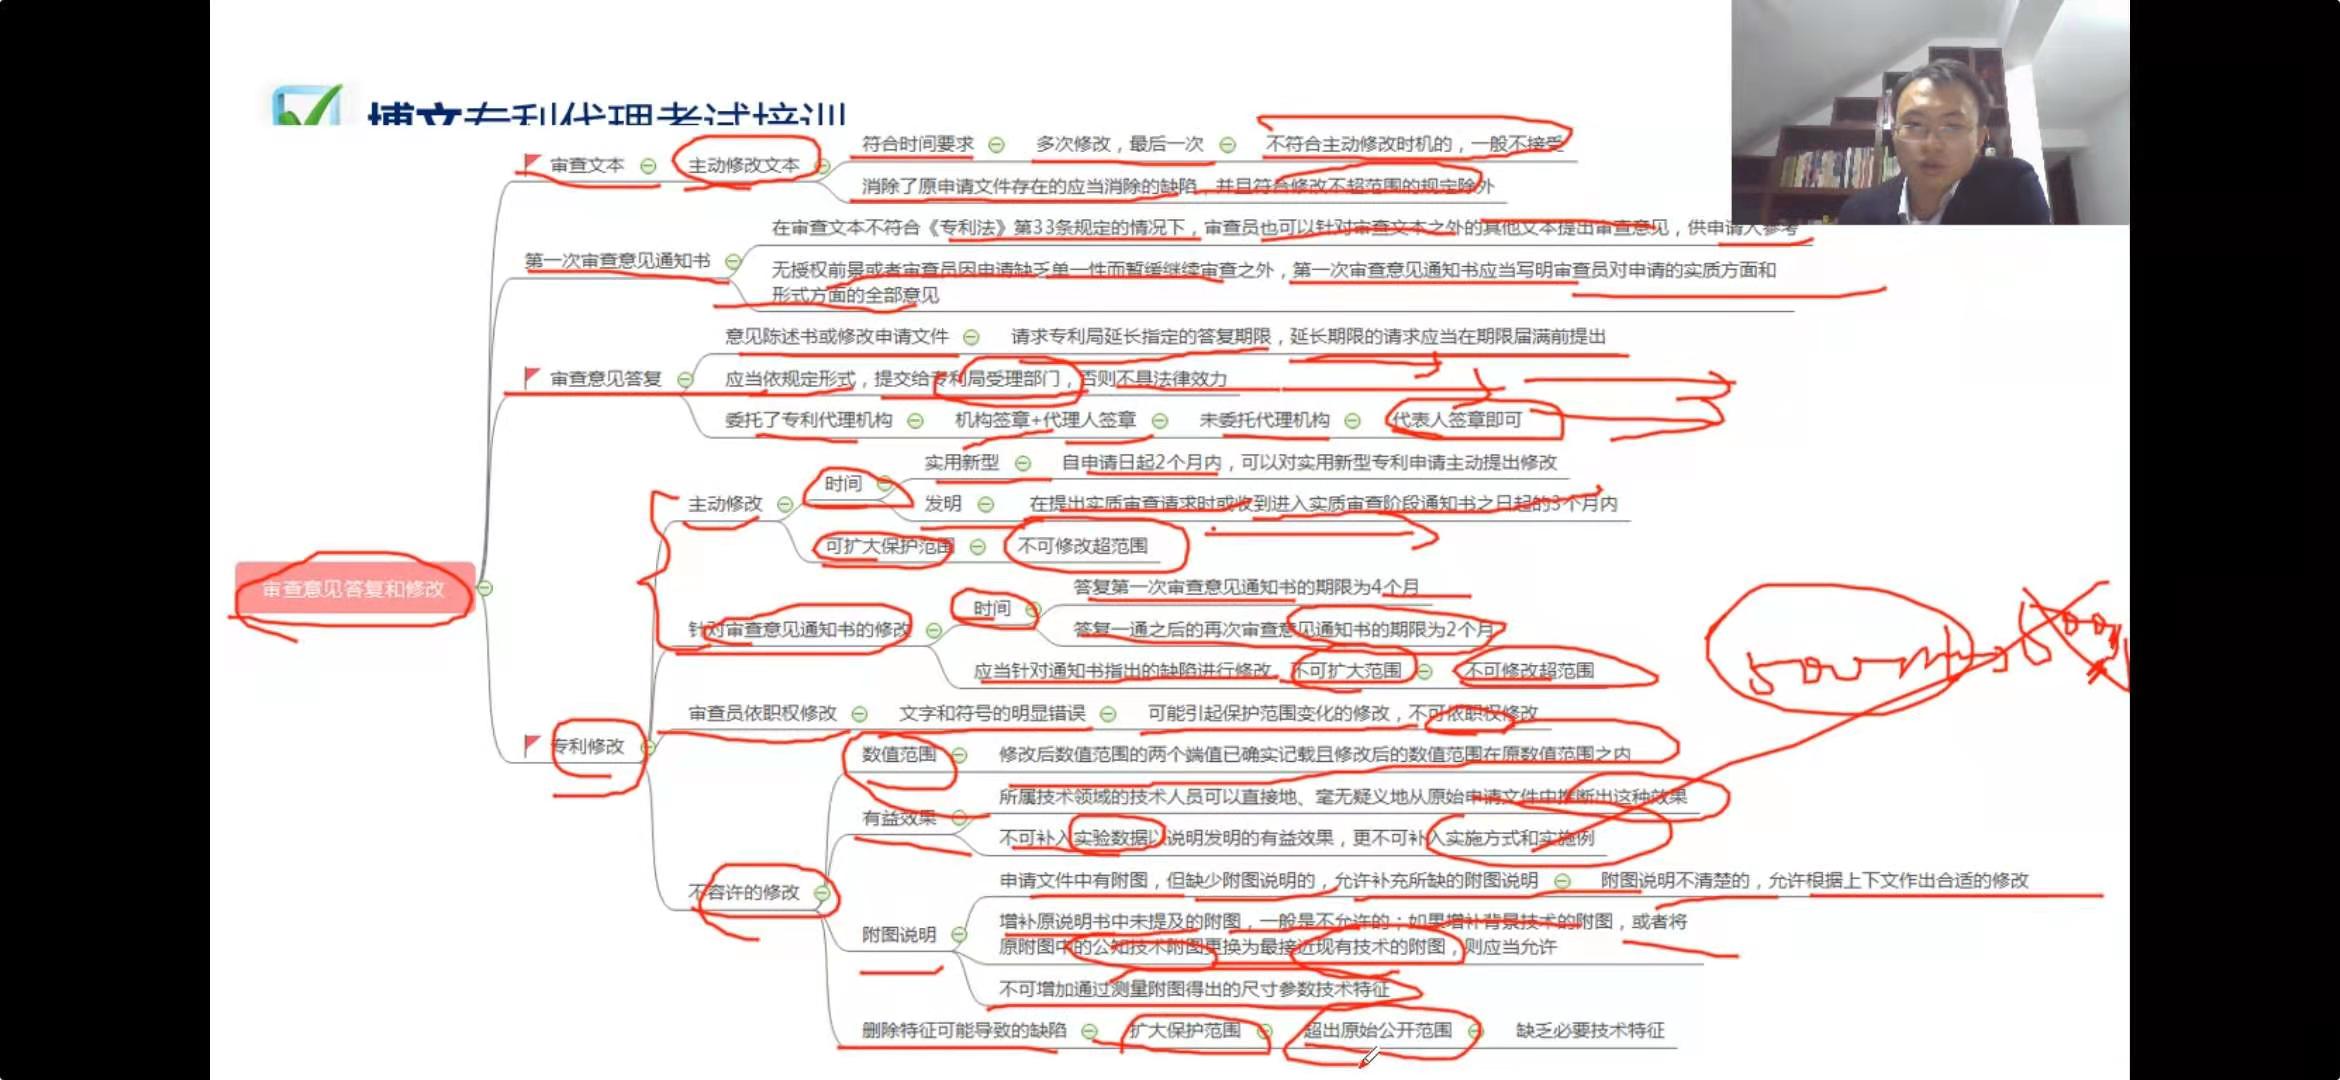 博文专利代理考试培训
审查意见答复和修改
审查文本
主动修改文本
符合时间要求
多次修改，最后一次
不符合主动修改时机的，一般不接受
消除了原申请文件存在的应当消除的缺陷，并且符合修改不超范围的规定除外
第一次审查意见通知书
在审查文本不符合《专利法》第33条规定的情况下，审查员也可以针对审查文本之外的其他文本提出审查意见，供申请人参考
无授权前景或者审查员因申请缺乏单一性而暂缓继续审查之外，第一次审查意见通知书应当写明审查员对申请的实质方面和
形式方面的全部意见
审查意见答复
意见陈述书或修改申请文件
请求专利局延长指定的答复期限，延长期限的请求应当在期限届满前提出
应当依规定形式，提交给专利局受理部门，否则不具法律效力
委托了专利代理机构
机构签章+代理人签章
未委托代理机构
代表人签章即可
专利修改
主动修改
时间
实用新型
自申请日起2个月内，可以对实用新型专利申请主动提出修改
发明
在提出实质审查请求时或收到进入实质审查阶段通知书之日起的3个月内
可扩大保护范围
不可修改超范围
针对审查意见通知书的修改
时间
答复第一次审查意见通知书的期限为4个月
答复一通之后的再次审查意见通知书的期限为2个月
应当针对通知书指出的缺陷进行修改
不可扩大范围
不可修改超范围
审查员依职权修改
文字和符号的明显错误
可能引起保护范围变化的修改，不可依职权修改
不容许的修改
数值范围
修改后数值范围的两个端值已确实记载且修改后的数值范围在原数值范围之内
有益效果
所属技术领域的技术人员可以直接地、毫无疑义地从原始申请文件中推断出这种效果
不可补入实验数据以说明发明的有益效果，更不可补入实施方式和实施例
附图说明
申请文件中有附图，但缺少附图说明的，允许补充所缺的附图说明
附图说明不清楚的，允许根据上下文作出合适的修改
增补原说明书中未提及的附图，一般是不允许的；如果增补背景技术的附图，或者将
原附图中的公知技术附图更换为最接近现有技术的附图，则应当允许
不可增加通过测量附图得出的尺寸参数技术特征
删除特征可能导致的缺陷
扩大保护范围
超出原始公开范围
缺乏必要技术特征